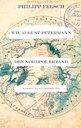 PHILIPP FELSCH
WIE AUGUST PETERMANN
DEN NORDPOL ERFAND